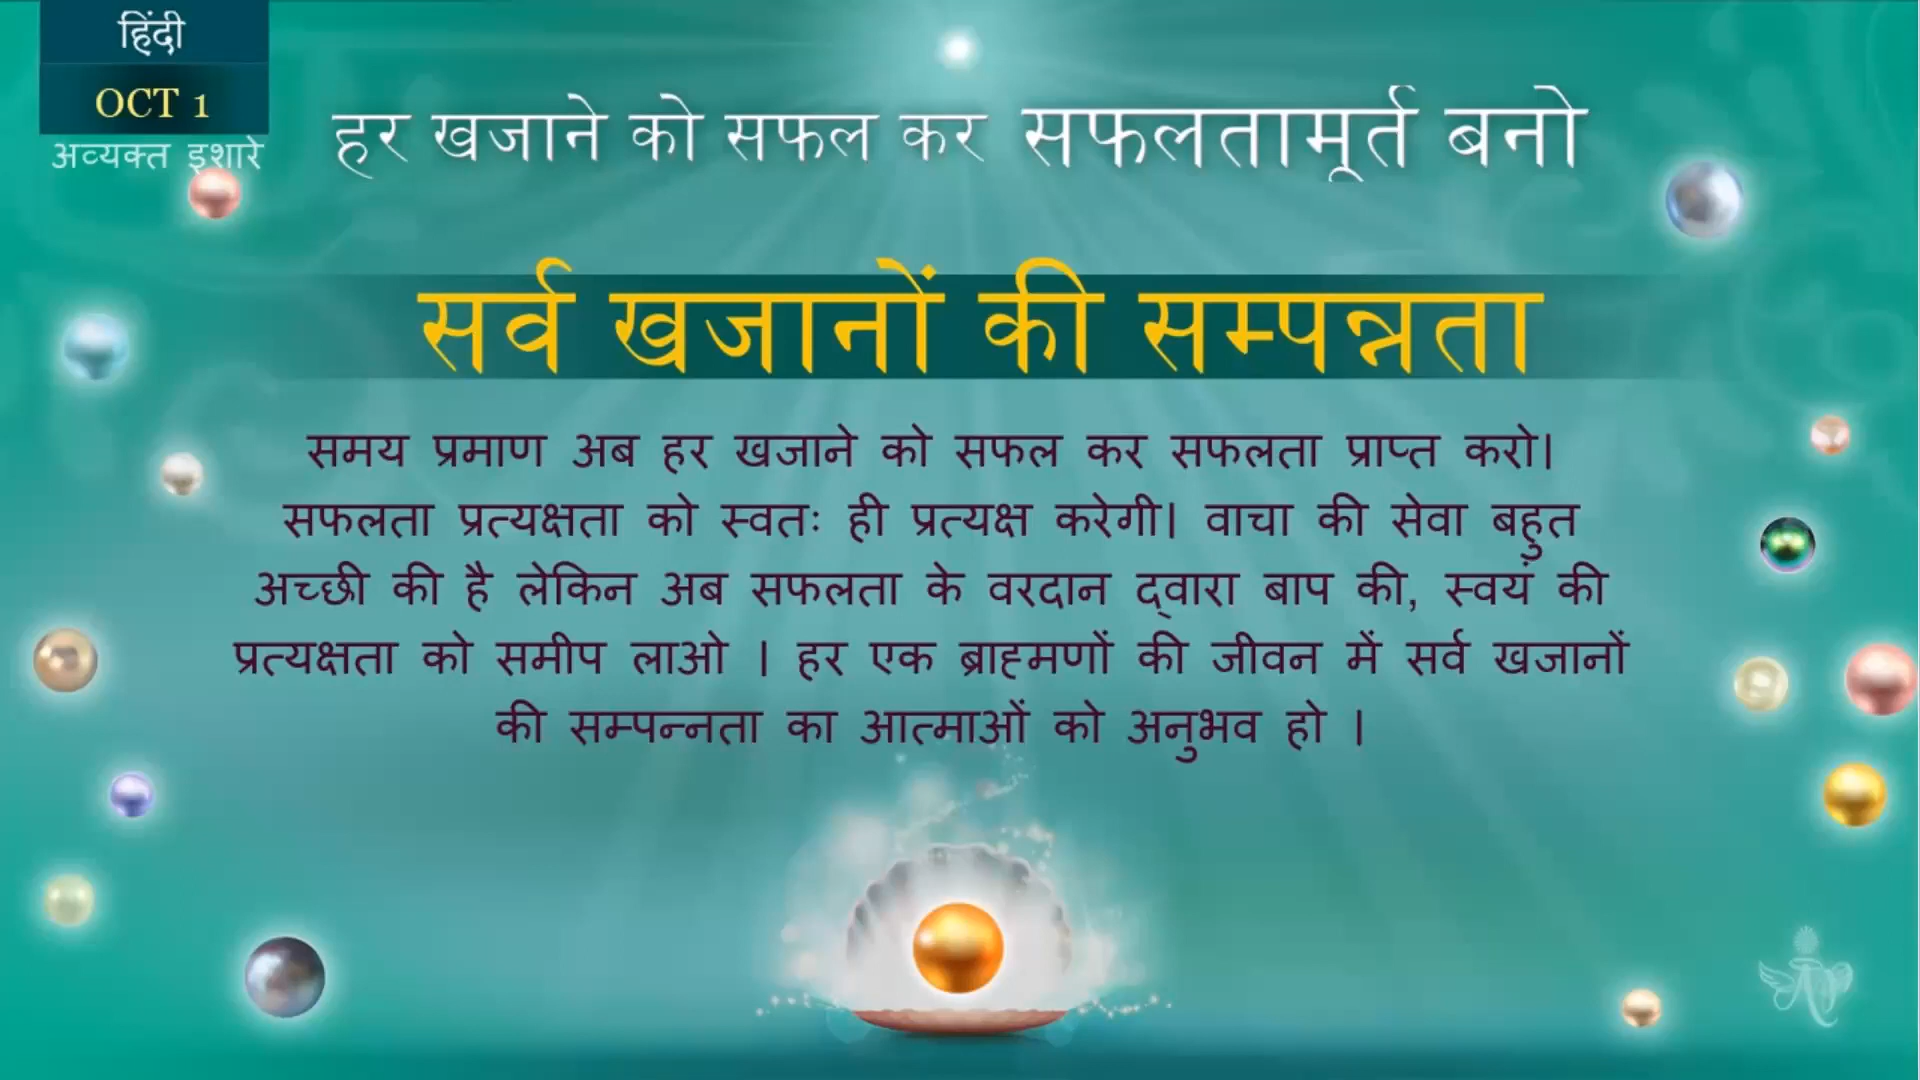 हिंदी
OCT 1
अव्यक्त इशारे
हर खजाने को सफल कर सफलतामूर्त बनो
सर्व खजानों की सम्पन्नता
समय प्रमाण अब हर खजाने को सफल कर सफलता प्राप्त करो।
सफलता प्रत्यक्षता को स्वतः ही प्रत्यक्ष करेगी। वाचा की सेवा बहुत
अच्छी की है लेकिन अब सफलता के वरदान द्वारा बाप की, स्वयं की
प्रत्यक्षता को समीप लाओ । हर एक ब्राह्मणों की जीवन में सर्व खजानों
की सम्पन्नता का आत्माओं को अनुभव हो ।